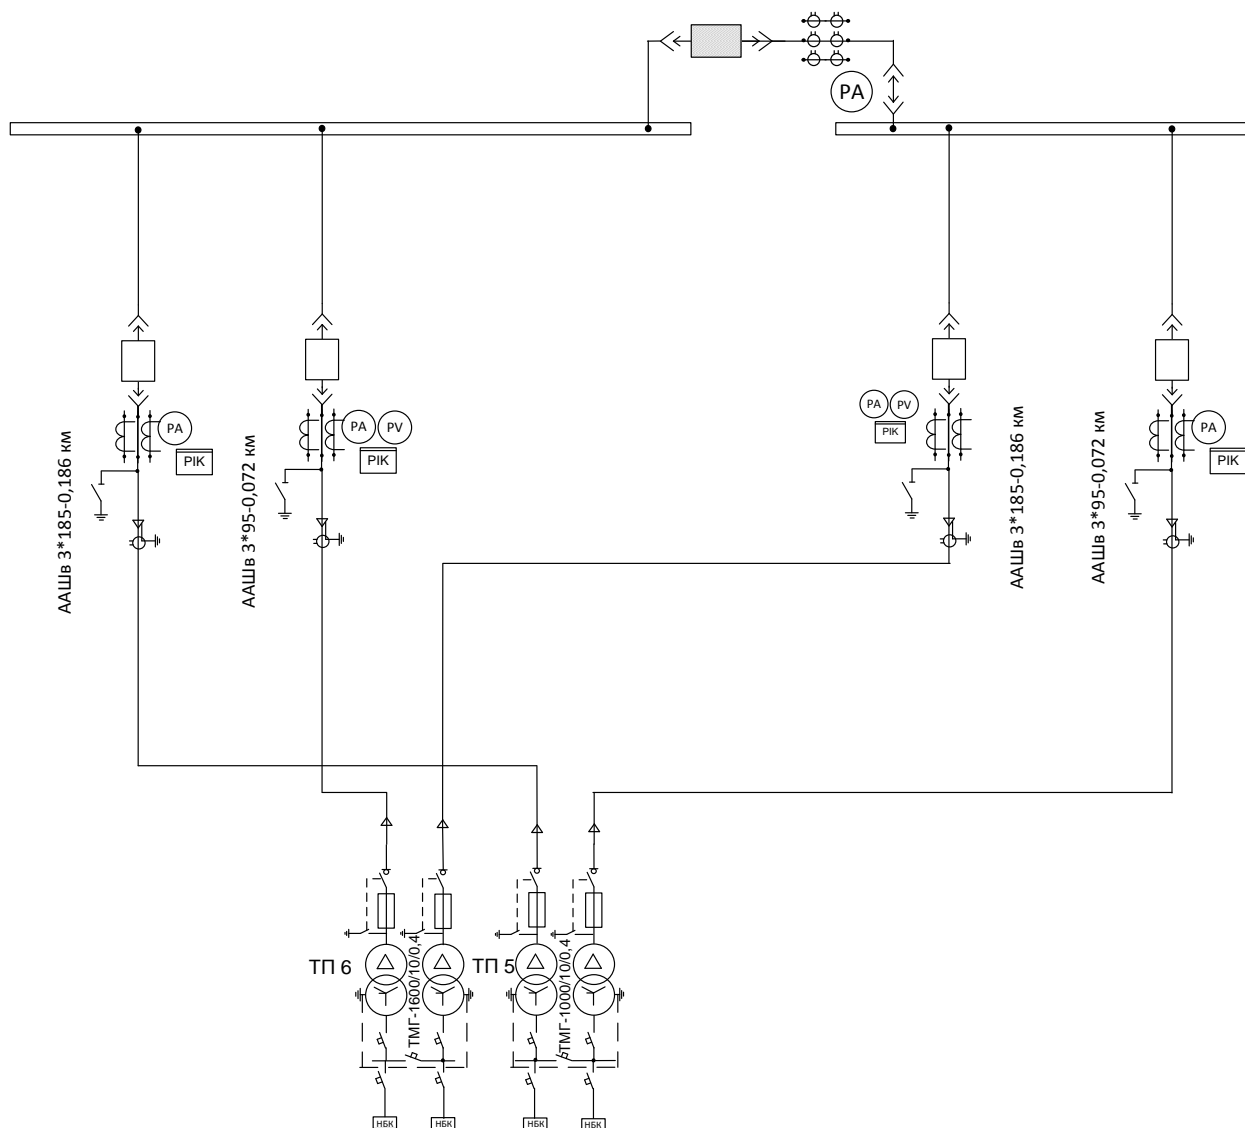 PA
PA
PIK
PA
PV
PIK
PA
PV
PIK
PA
PIK
ААШв 3*185-0,186 км
ААШв 3*95-0,072 км
ААШв 3*185-0,186 км
ААШв 3*95-0,072 км
ТП 6
ТМГ-1600/10/0,4
ТП 5
ТМГ-1000/10/0,4
НБК
НБК
НБК
НБК